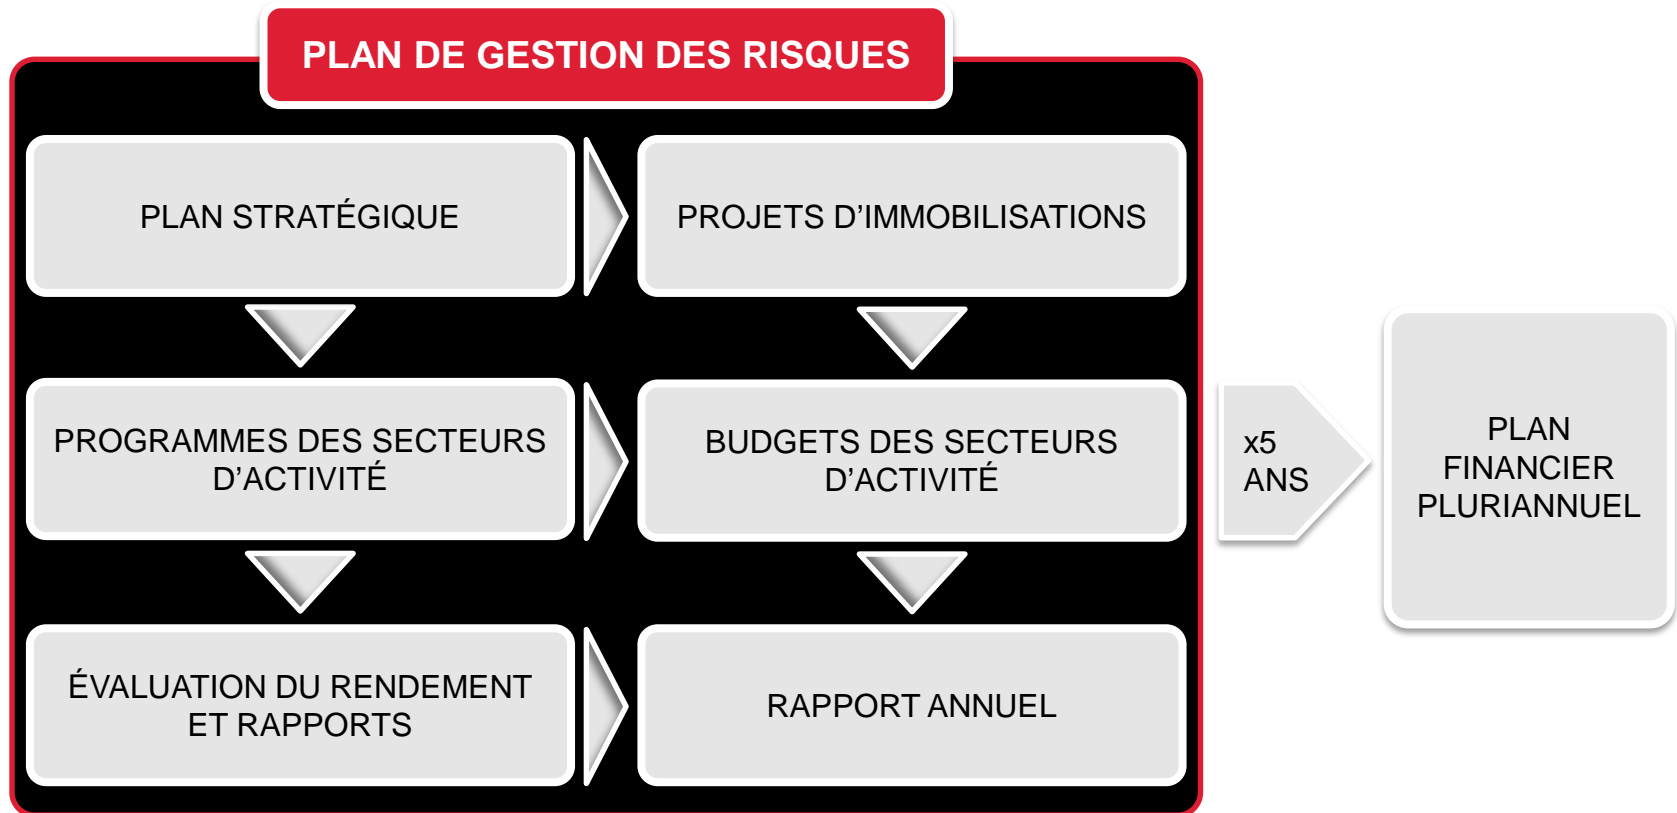 PLAN DE GESTION DES RISQUES
PLAN STRATÉGIQUE
PROJETS D’IMMOBILISATIONS
PROGRAMMES DES SECTEURS
D’ACTIVITÉ
BUDGETS DES SECTEURS
D’ACTIVITÉ
x5
ANS
PLAN
FINANCIER
PLURIANNUEL
ÉVALUATION DU RENDEMENT
ET RAPPORTS
RAPPORT ANNUEL